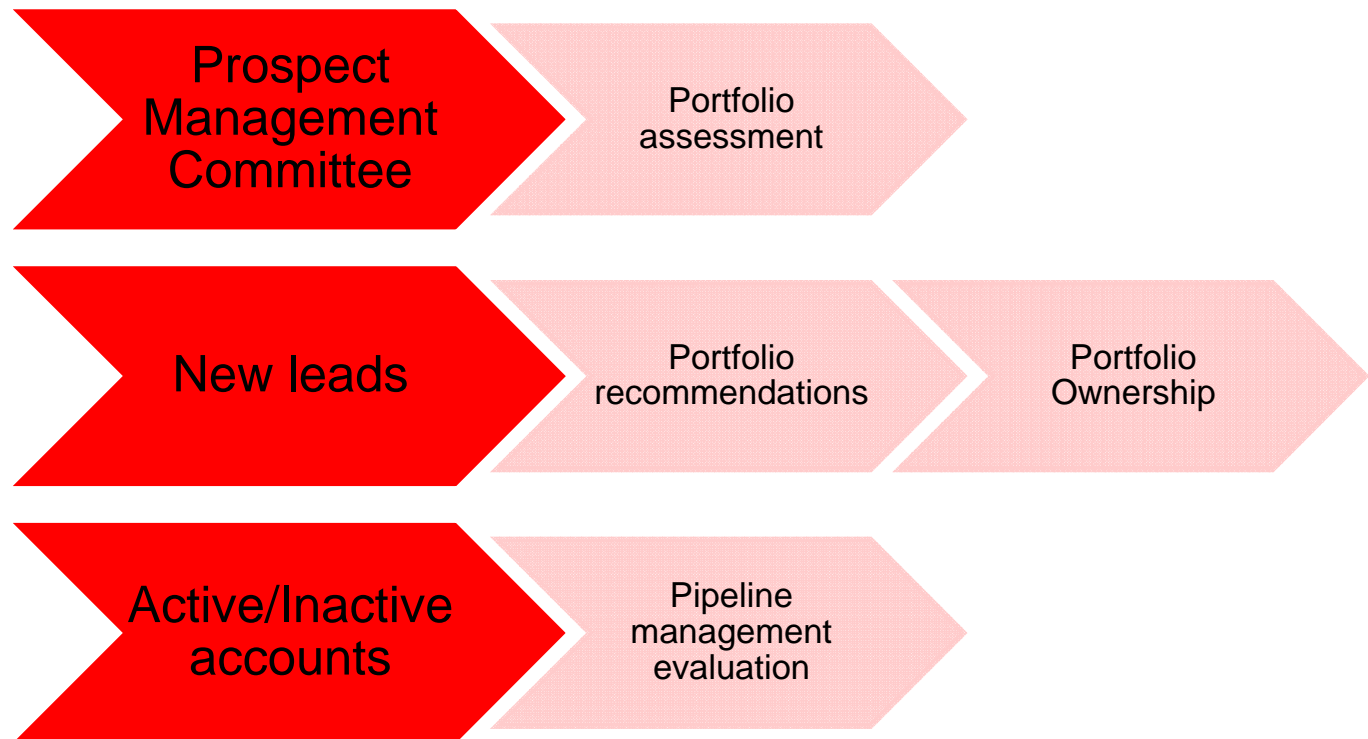 Prospect
Management
Committee
Portfolio
assessment
New leads
Portfolio
recommendations
Portfolio
Ownership
Active/Inactive
accounts
Pipeline
management
evaluation